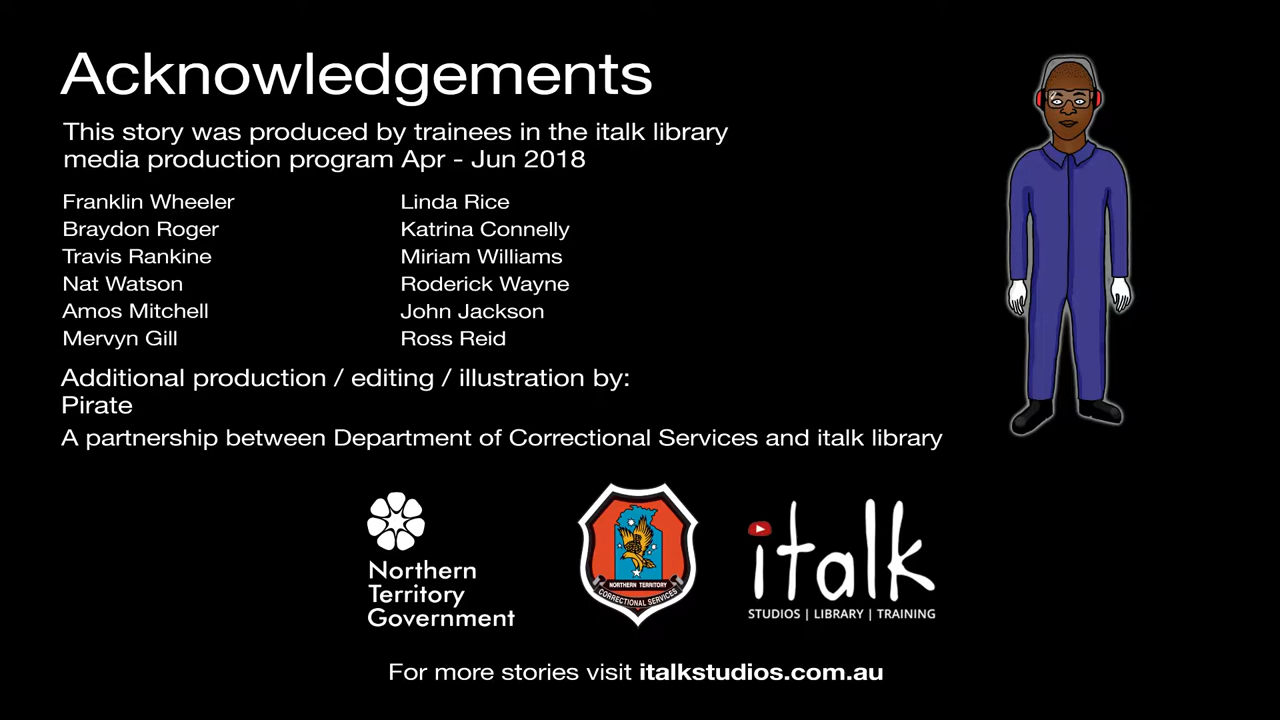 Acknowledgements
This story was produced by trainees in the italk library
media production program Apr - Jun 2018
Franklin Wheeler
Braydon Roger
Travis Rankine
Nat Watson
Amos Mitchell
Mervyn Gill
Linda Rice
Katrina Connelly
Miriam Williams
Roderick Wayne
John Jackson
Ross Reid
Additional production / editing / illustration by:
Pirate
A partnership between Department of Correctional Services and italk library
Northern
Territory
Government
NORTHERN TERRITORY
CORRECTIONAL SERVICES
italk
STUDIOS | LIBRARY | TRAINING
For more stories visit italkstudios.com.au